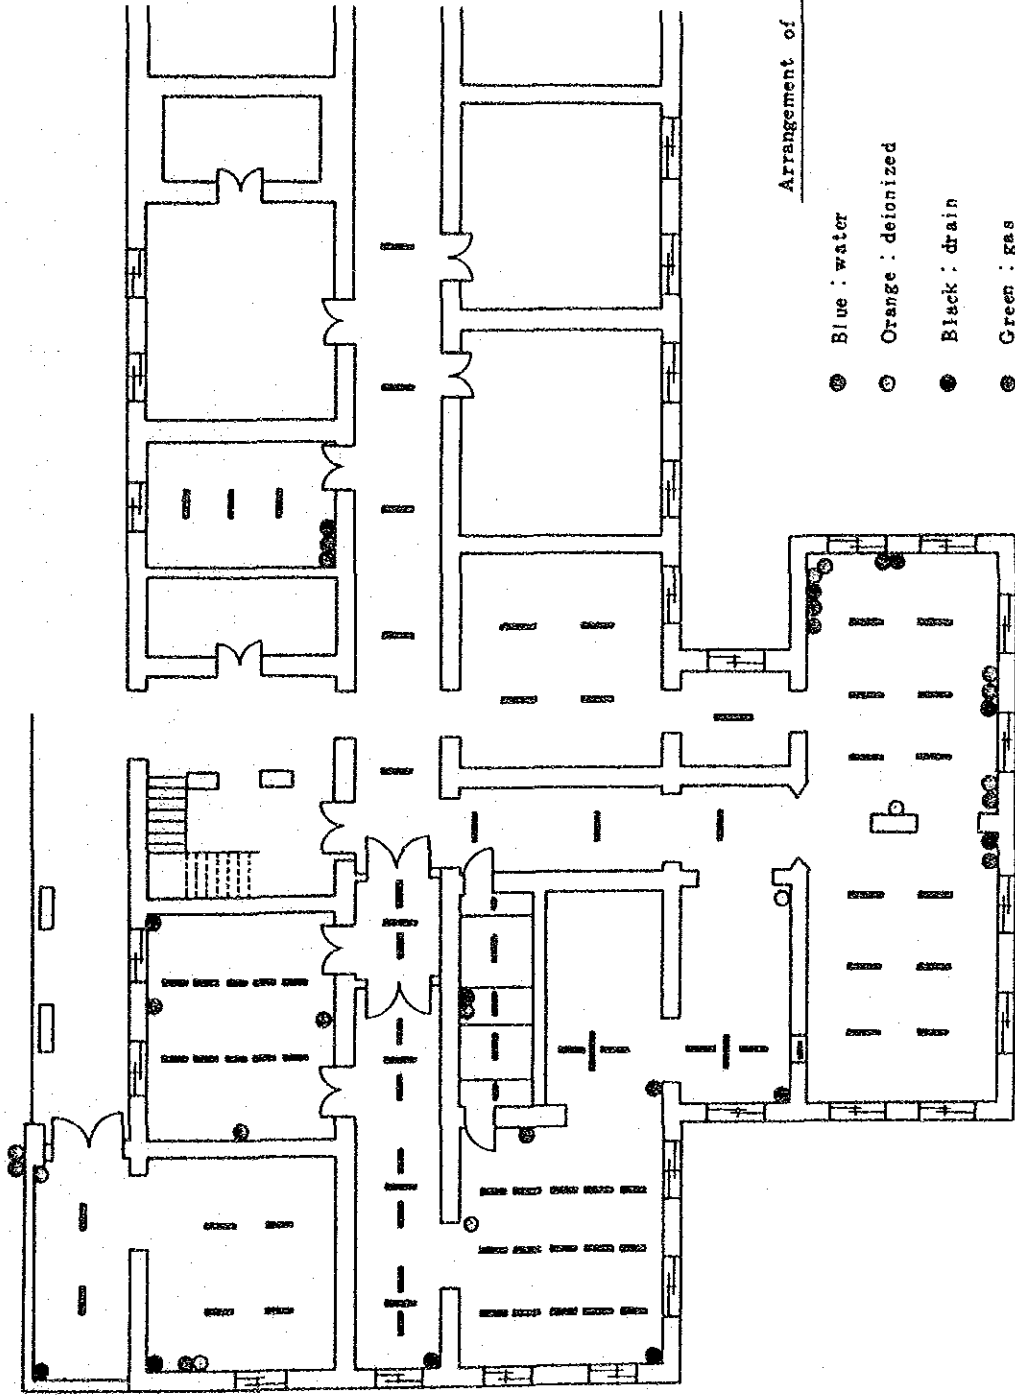 Arrangement of
Blue : water
Orange : deionized
Black : drain
Green : gas